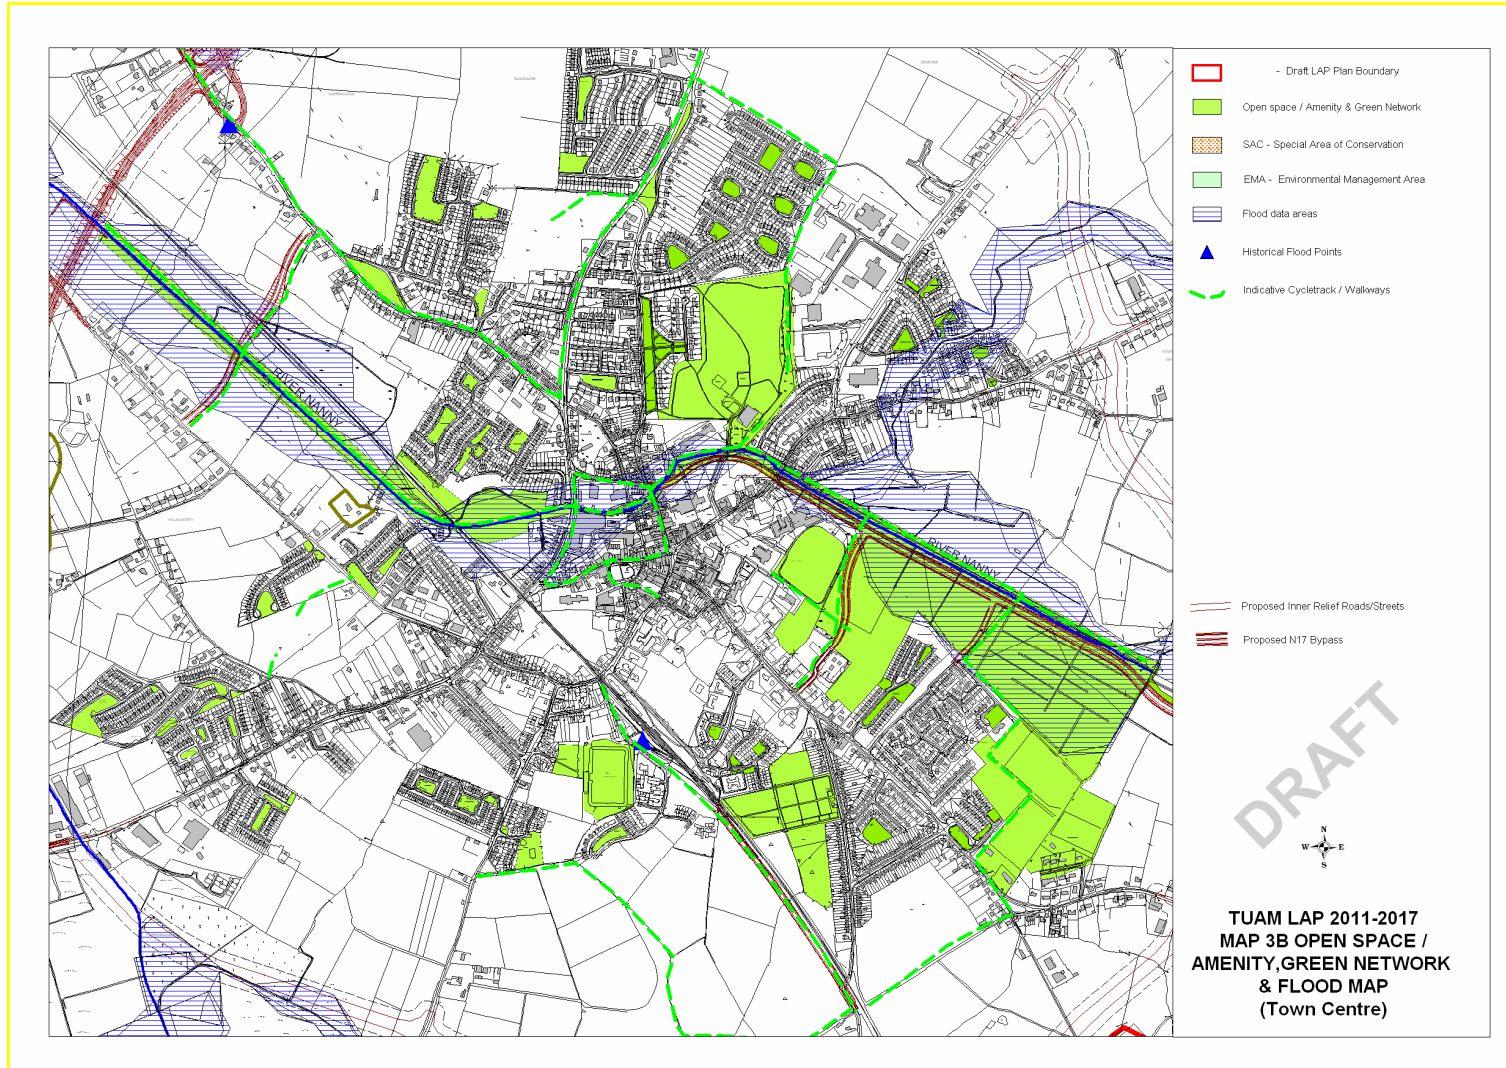 - Draft LAP Plan Boundary
Open space / Amenity & Green Network
SAC - Special Area of Conservation
EMA - Environmental Management Area
Flood data areas
Historical Flood Points
Indicative Cycletrack / Walkways
RIVER NANNY
RIVER NANNY
Proposed Inner Relief Roads/Streets
Proposed N17 Bypass
DRAFT
N
W E
S
TUAM LAP 2011-2017
MAP 3B OPEN SPACE /
AMENITY,GREEN NETWORK
& FLOOD MAP
(Town Centre)